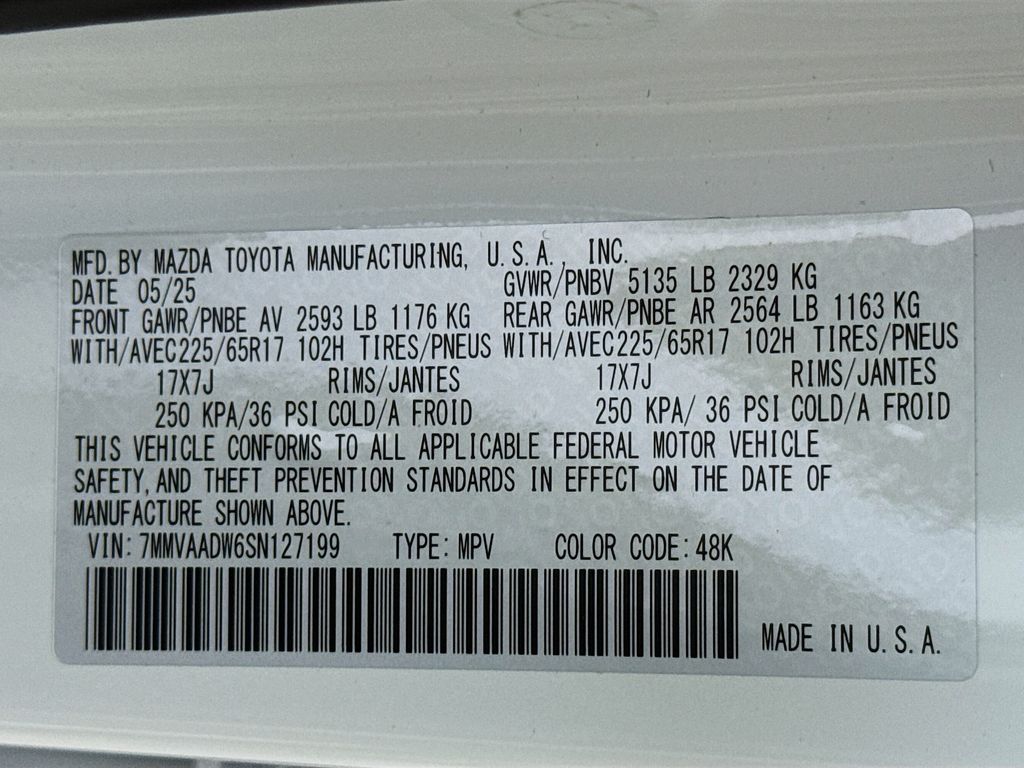 MFD. BY MAZDA TOYOTA MANUFACTURING, U.S.A., INC.
DATE 05/25 GVWR/PNBV 5135 LB 2329 KG
FRONT GAWR/PNBE AV 2593 LB 1176 KG REAR GAWR/PNBE AR 2564 LB 1163 KG
WITH/AVEC225/65R17 102H TIRES/PNEUS WITH/AVEC225/65R17 102H TIRES/PNEUS
17X7J RIMS/JANTES 17X7J RIMS/JANTES
250 KPA/36 PSI COLD/A FROID 250 KPA/ 36 PSI COLD/A FROID
THIS VEHICLE CONFORMS TO ALL APPLICABLE FEDERAL MOTOR VEHICLE
SAFETY, AND THEFT PREVENTION STANDARDS IN EFFECT ON THE DATE OF
MANUFACTURE SHOWN ABOVE.
VIN: 7MMVAADW6SN127199 TYPE: MPV COLOR CODE: 48K
MADE IN U.S.A.